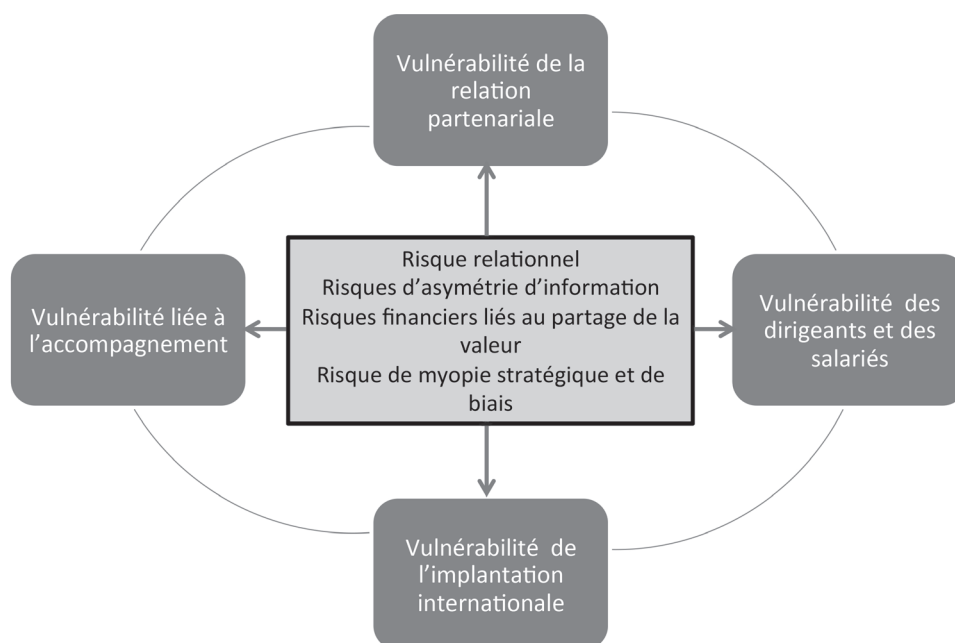 Vulnérabilité de la
relation
partenariale
Vulnérabilité liée à
l'accompagnement
Risque relationnel
Risques d'asymétrie d'information
Risques financiers liés au partage de la
valeur
Risque de myopie stratégique et de
biais
Vulnérabilité des
dirigeants et des
salariés
Vulnérabilité de
l'implantation
internationale